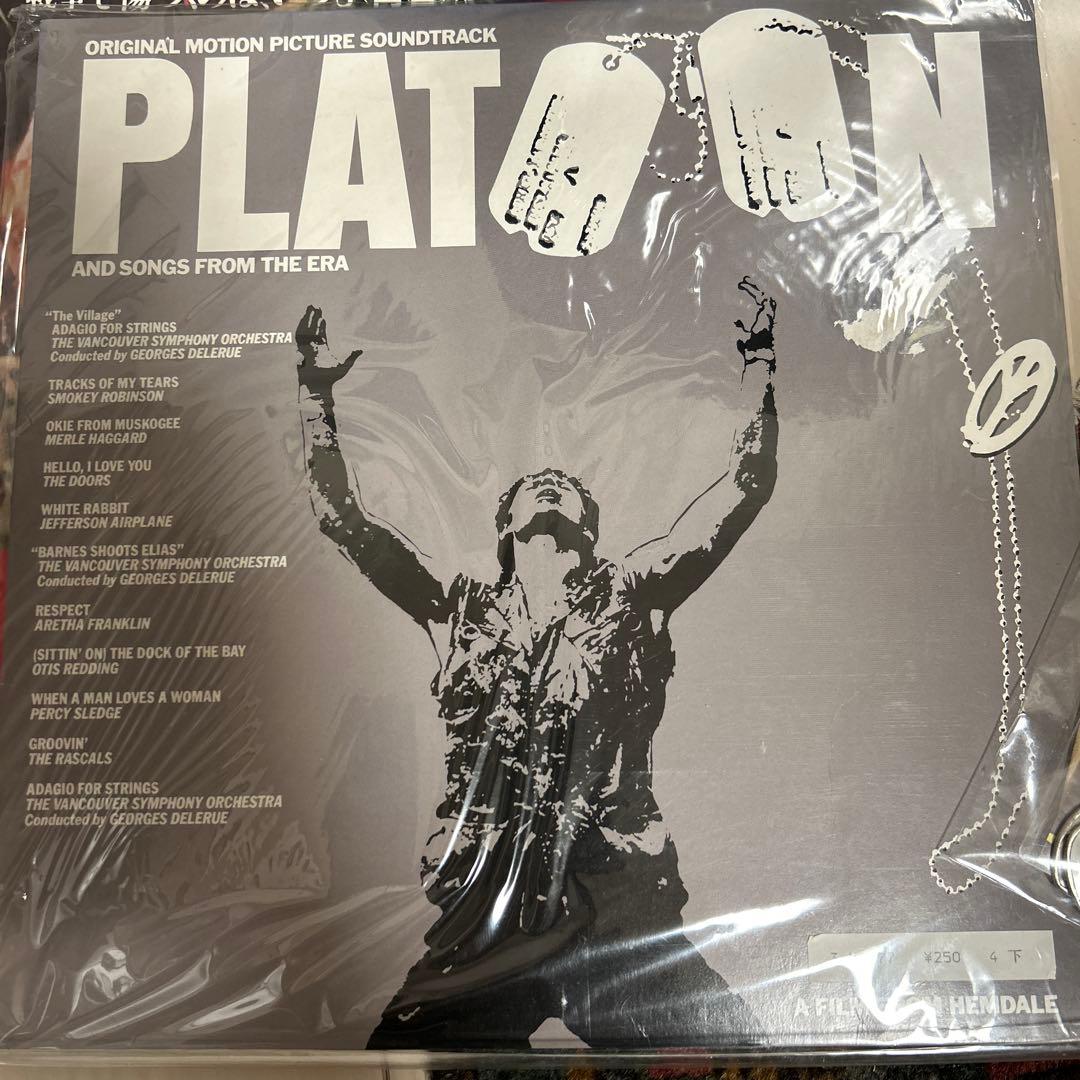 ORIGINAL MOTION PICTURE SOUNDTRACK
PLATOON
AND SONGS FROM THE ERA
“The Village”
ADAGIO FOR STRINGS
THE VANCOUVER SYMPHONY ORCHESTRA
Conducted by GEORGES DELERUE
TRACKS OF MY TEARS
SMOKEY ROBINSON
OKIE FROM MUSKOGEE
MERLE HAGGARD
HELLO, I LOVE YOU
THE DOORS
WHITE RABBIT
JEFFERSON AIRPLANE
“BARNES SHOOTS ELIAS”
THE VANCOUVER SYMPHONY ORCHESTRA
Conducted by GEORGES DELERUE
RESPECT
ARETHA FRANKLIN
(SITTIN’ ON) THE DOCK OF THE BAY
OTIS REDDING
WHEN A MAN LOVES A WOMAN
PERCY SLEDGE
GROOVIN’
THE RASCALS
ADAGIO FOR STRINGS
THE VANCOUVER SYMPHONY ORCHESTRA
Conducted by GEORGES DELERUE
¥250 4 下
A FILM FROM HEMDALE